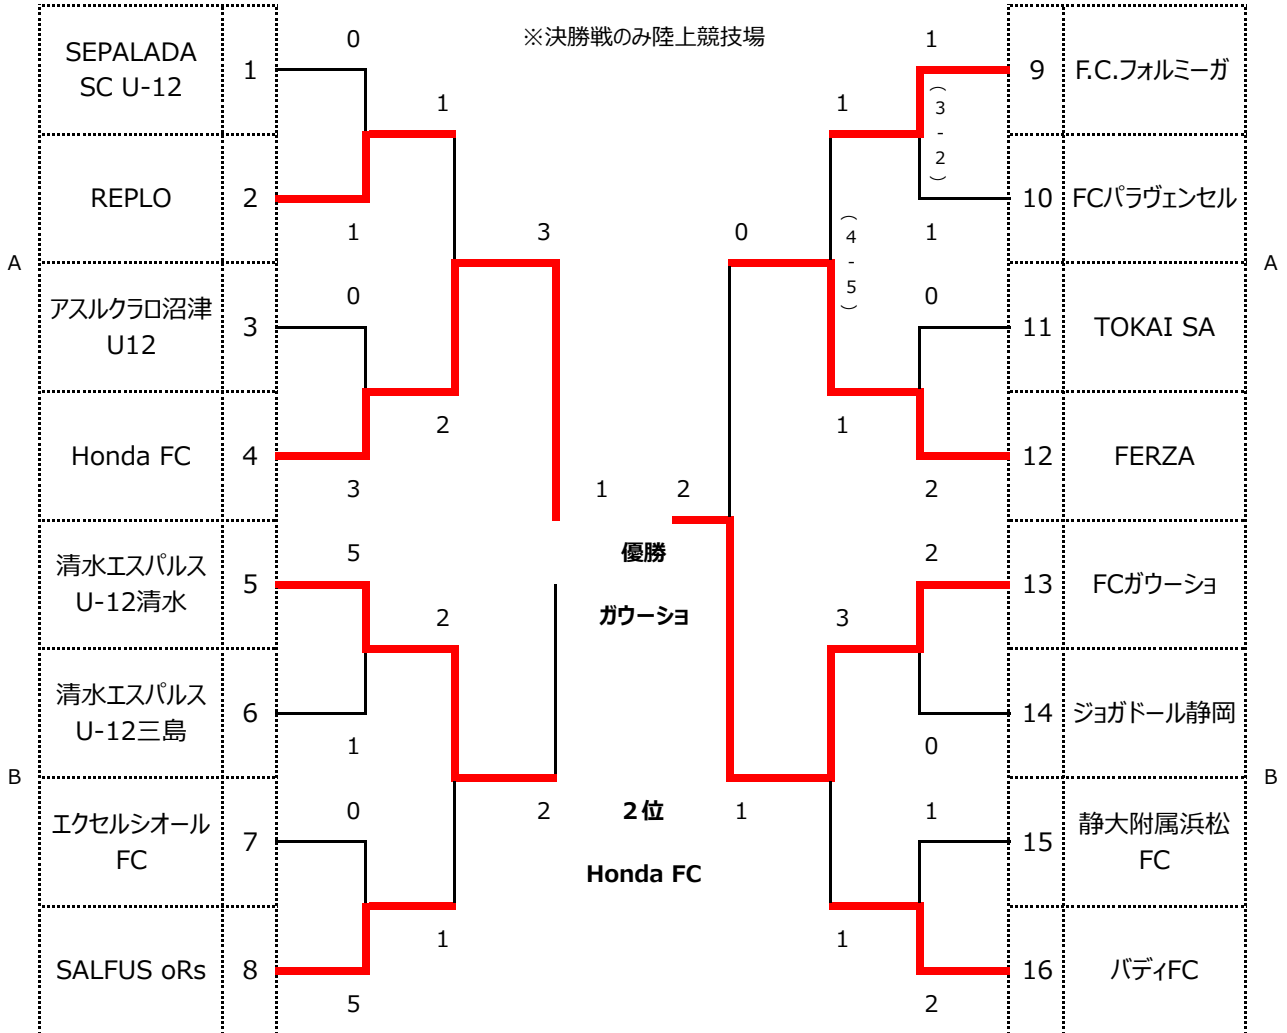 ※決勝戦のみ陸上競技場
A
SEPALADA
SC U-12
1
0
REPLO
2
1
1
アスルクラロ沼津
U12
3
0
Honda FC
4
3
2
3
B
清水エスパルス
U-12清水
5
5
清水エスパルス
U-12三島
6
1
2
エクセルシオール
FC
7
0
SALFUS oRs
8
5
1
2
1
2
優勝
ガウーショ
2位
Honda FC
A
1
9
F.C.フォルミーガ
(3-2)
1
10
FCパラヴェンセル
1
0
(4-5)
0
11
TOKAI SA
1
2
12
FERZA
B
2
13
FCガウーショ
3
0
14
ジョガドール静岡
1
1
15
静大附属浜松
FC
1
2
16
バディFC